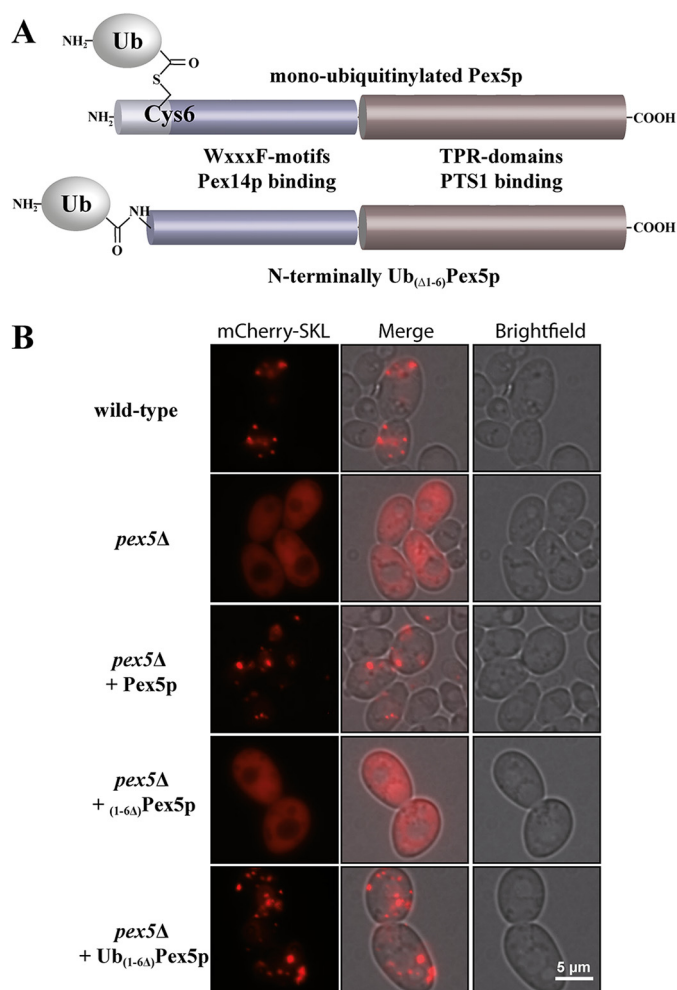 A
NH₂
Ub
O
S
mono-ubiquitinylated Pex5p
NH₂
Cys6
COOH
WxxxF-motifs
Pex14p binding
TPR-domains
PTS1 binding
NH₂
Ub
NH
O
COOH
N-terminally Ub(Δ1-6)Pex5p
B
mCherry-SKL Merge Brightfield
wild-type
pex5Δ
pex5Δ
+ Pex5p
pex5Δ
+ (1-6Δ)Pex5p
pex5Δ
+ Ub(1-6Δ)Pex5p
5 µm